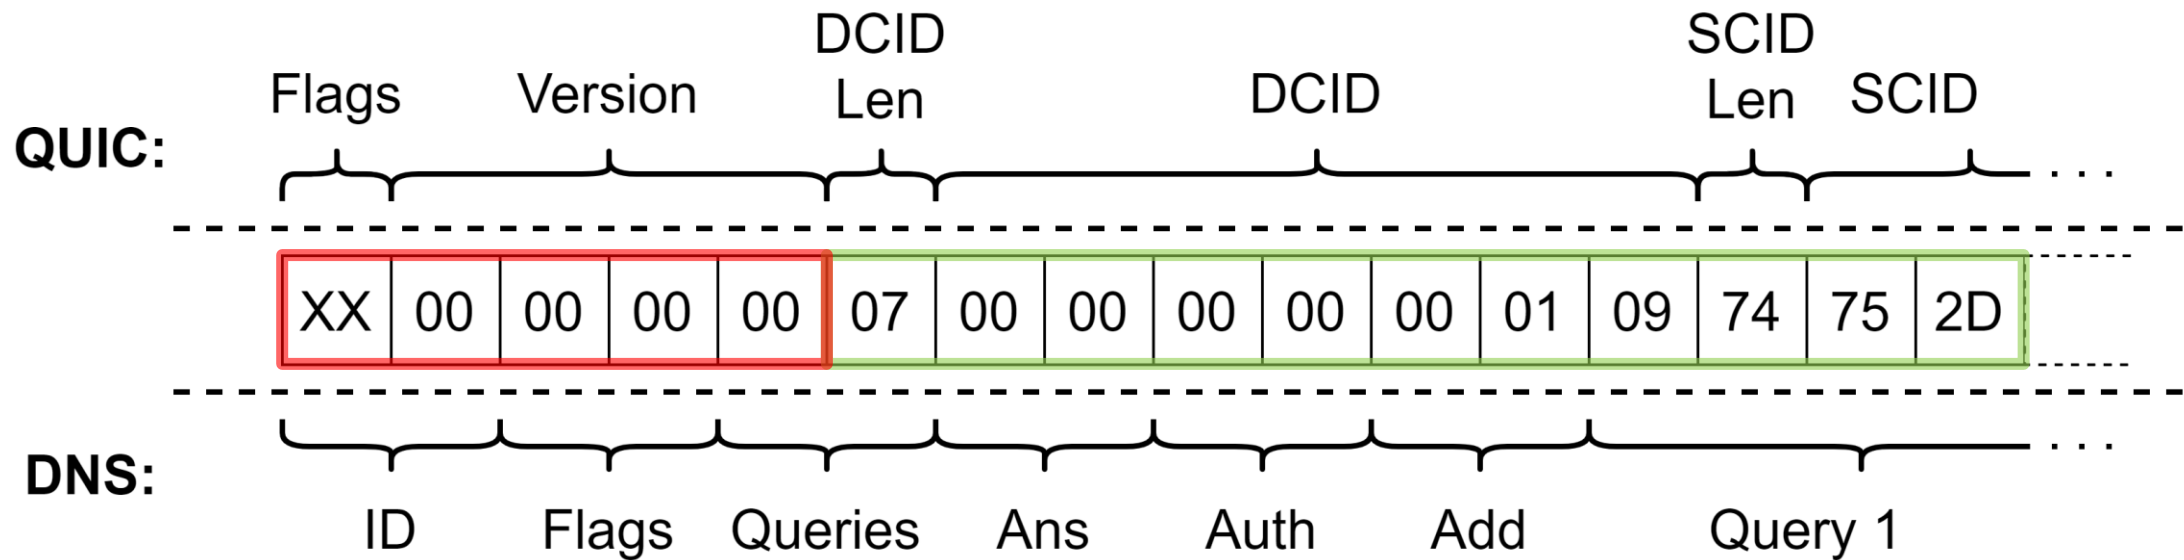 DCID SCID
Flags Version Len DCID Len SCID
QUIC: . . .
XX 00 00 00 00 07 00 00 00 00 00 01 09 74 75 2D
DNS: . . .
ID Flags Queries Ans Auth Add Query 1